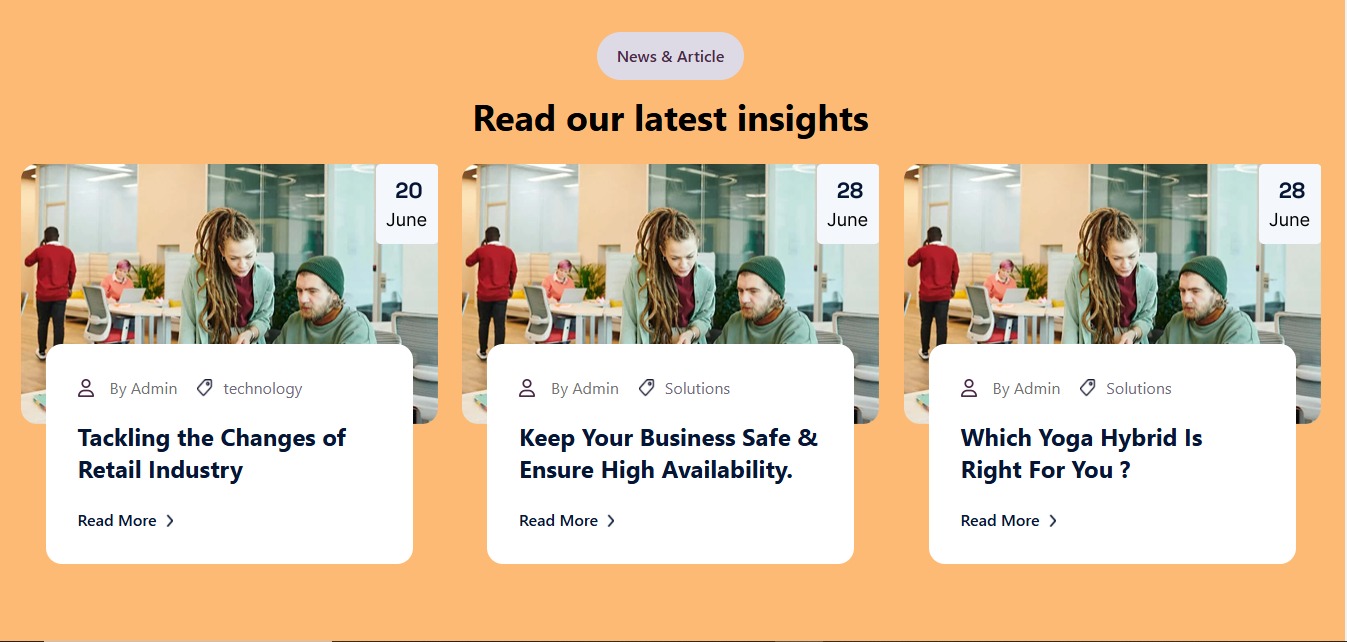 News & Article
Read our latest insights
20
June
By Admin
technology
Tackling the Changes of
Retail Industry
Read More
28
June
By Admin
Solutions
Keep Your Business Safe &
Ensure High Availability.
Read More
28
June
By Admin
Solutions
Which Yoga Hybrid Is
Right For You ?
Read More